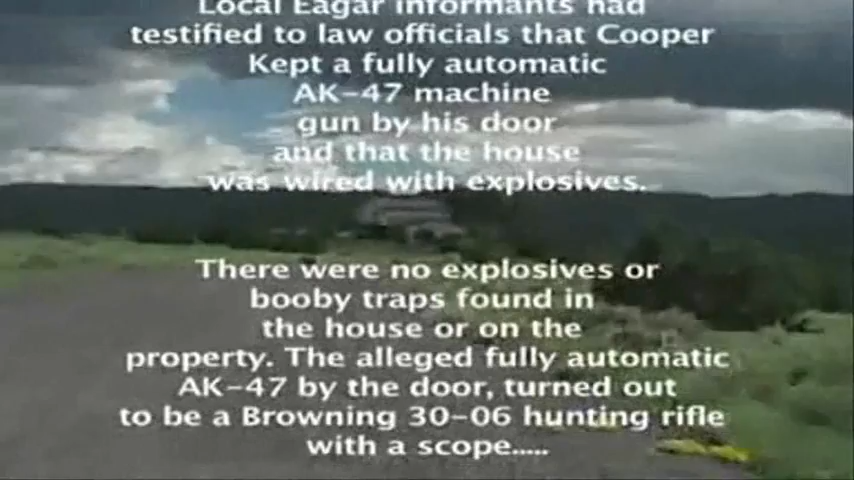 Local Eagar informants had
testified to law officials that Cooper
Kept a fully automatic
AK-47 machine
gun by his door
and that the house
was wired with explosives.
There were no explosives or
booby traps found in
the house or on the
property. The alleged fully automatic
AK-47 by the door, turned out
to be a Browning 30-06 hunting rifle
with a scope.....